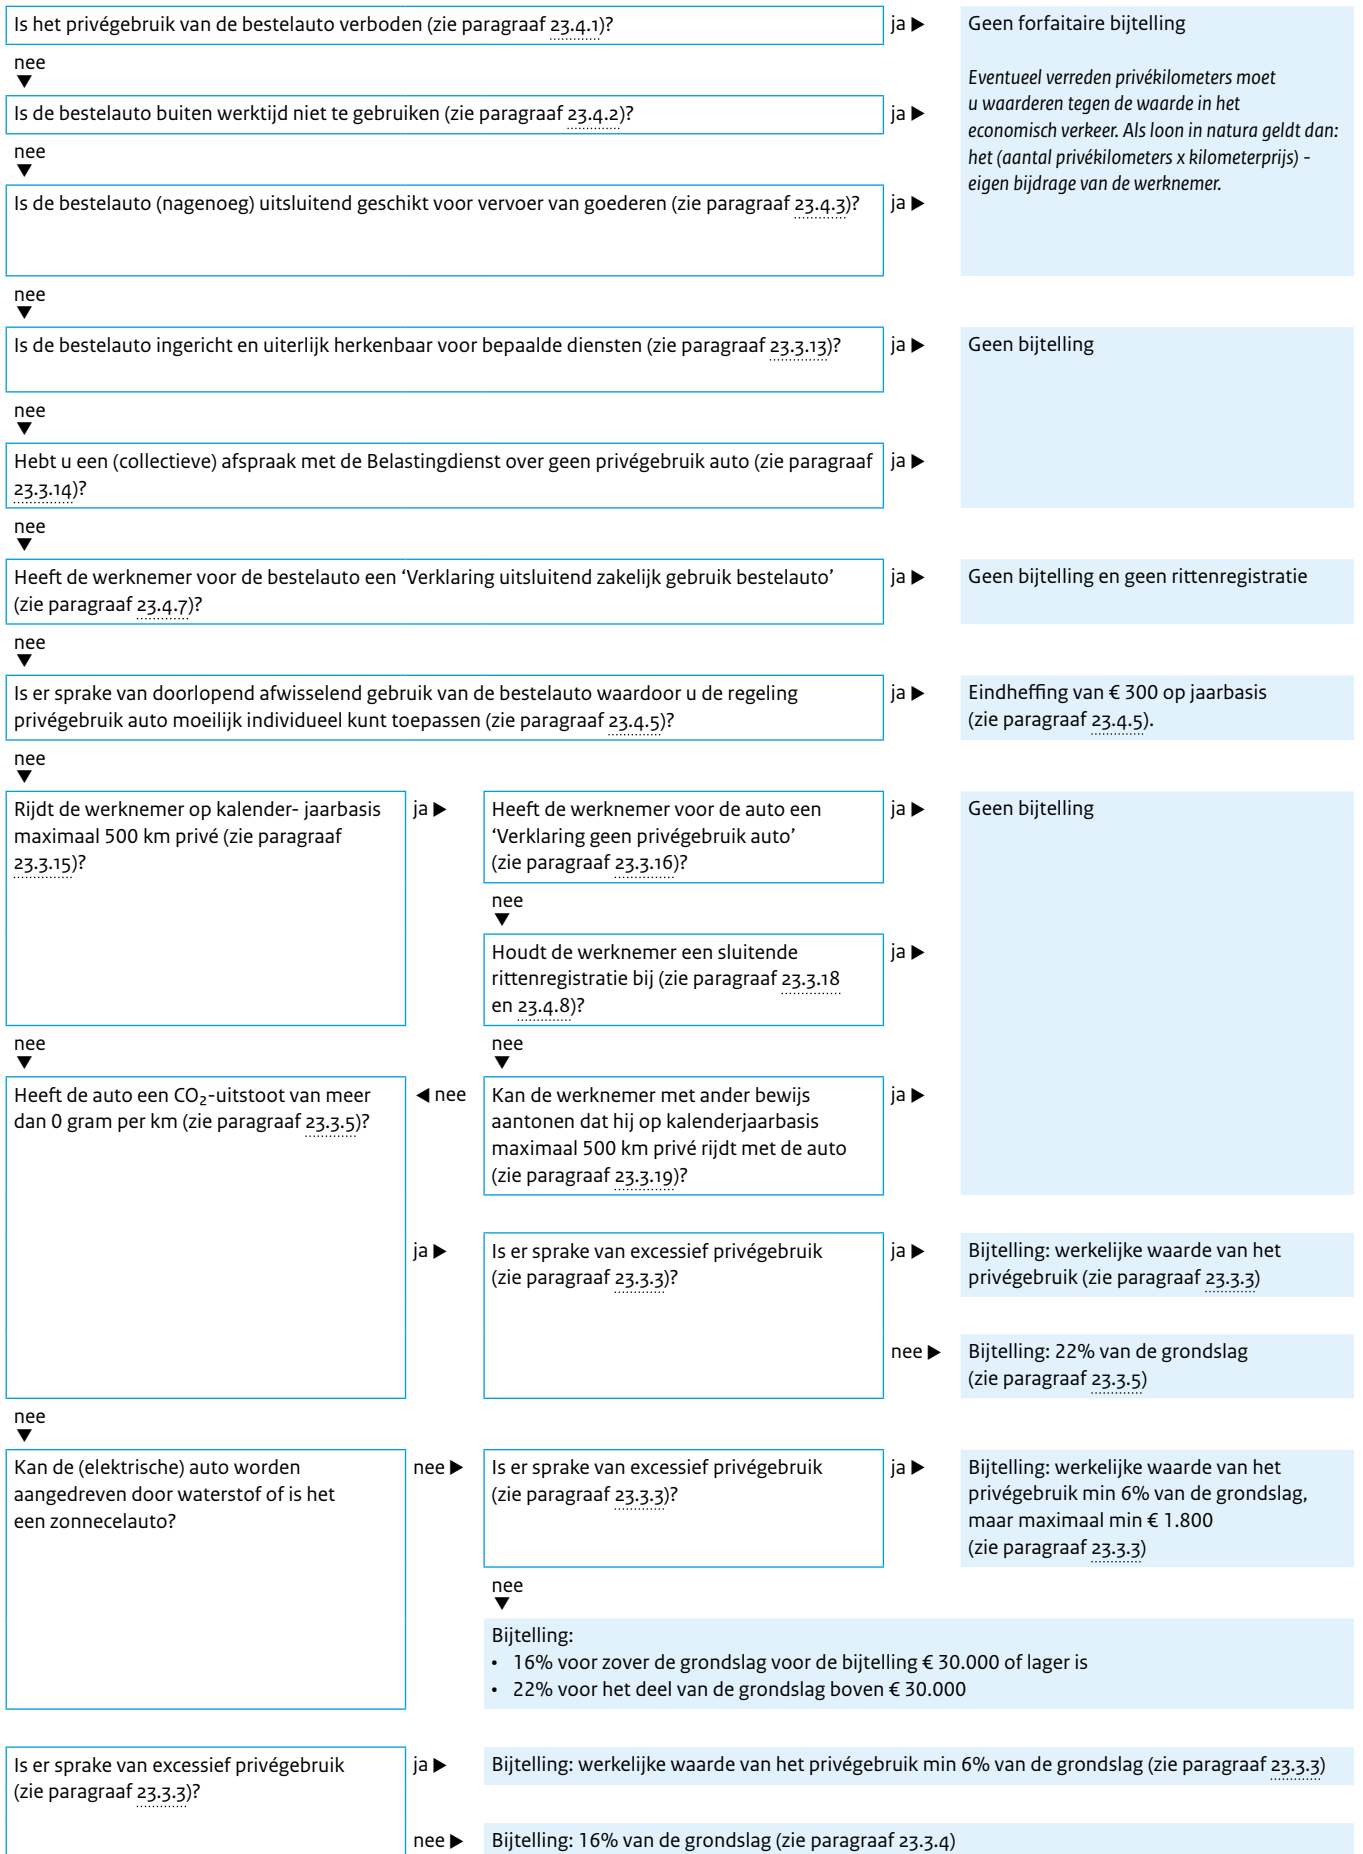 Is het privégebruik van de bestelauto verboden (zie paragraaf 23.4.1)?
ja ▶
Geen forfaitaire bijtelling
Eventueel verreden privékilometers moet
u waarderen tegen de waarde in het
economisch verkeer. Als loon in natura geldt dan:
het (aantal privékilometers x kilometerprijs) -
eigen bijdrage van de werknemer.
nee
▼
Is de bestelauto buiten werktijd niet te gebruiken (zie paragraaf 23.4.2)?
ja ▶
nee
▼
Is de bestelauto (nagenoeg) uitsluitend geschikt voor vervoer van goederen (zie paragraaf 23.4.3)?
ja ▶
nee
▼
Is de bestelauto ingericht en uiterlijk herkenbaar voor bepaalde diensten (zie paragraaf 23.3.13)?
ja ▶
Geen bijtelling
nee
▼
Hebt u een (collectieve) afspraak met de Belastingdienst over geen privégebruik auto (zie paragraaf
23.3.14)?
ja ▶
nee
▼
Heeft de werknemer voor de bestelauto een ‘Verklaring uitsluitend zakelijk gebruik bestelauto’
(zie paragraaf 23.4.7)?
ja ▶
Geen bijtelling en geen rittenregistratie
nee
▼
Is er sprake van doorlopend afwisselend gebruik van de bestelauto waardoor u de regeling
privégebruik auto moeilijk individueel kunt toepassen (zie paragraaf 23.4.5)?
ja ▶
Eindheffing van € 300 op jaarbasis
(zie paragraaf 23.4.5).
nee
▼
Rijdt de werknemer op kalender- jaarbasis
maximaal 500 km privé (zie paragraaf
23.3.15)?
ja ▶
Heeft de werknemer voor de auto een
‘Verklaring geen privégebruik auto’
(zie paragraaf 23.3.16)?
ja ▶
Geen bijtelling
nee
▼
Houdt de werknemer een sluitende
rittenregistratie bij (zie paragraaf 23.3.18
en 23.4.8)?
ja ▶
nee
▼
nee
▼
Heeft de auto een CO₂-uitstoot van meer
dan 0 gram per km (zie paragraaf 23.3.5)?
◀ nee
Kan de werknemer met ander bewijs
aantonen dat hij op kalenderjaarbasis
maximaal 500 km privé rijdt met de auto
(zie paragraaf 23.3.19)?
ja ▶
ja ▶
Is er sprake van excessief privégebruik
(zie paragraaf 23.3.3)?
ja ▶
Bijtelling: werkelijke waarde van het
privégebruik (zie paragraaf 23.3.3)
nee ▶
Bijtelling: 22% van de grondslag
(zie paragraaf 23.3.5)
nee
▼
Kan de (elektrische) auto worden
aangedreven door waterstof of is het
een zonnecelauto?
nee ▶
Is er sprake van excessief privégebruik
(zie paragraaf 23.3.3)?
ja ▶
Bijtelling: werkelijke waarde van het
privégebruik min 6% van de grondslag,
maar maximaal min € 1.800
(zie paragraaf 23.3.3)
nee
▼
Bijtelling:
• 16% voor zover de grondslag voor de bijtelling € 30.000 of lager is
• 22% voor het deel van de grondslag boven € 30.000
Is er sprake van excessief privégebruik
(zie paragraaf 23.3.3)?
ja ▶
Bijtelling: werkelijke waarde van het privégebruik min 6% van de grondslag (zie paragraaf 23.3.3)
nee ▶
Bijtelling: 16% van de grondslag (zie paragraaf 23.3.4)